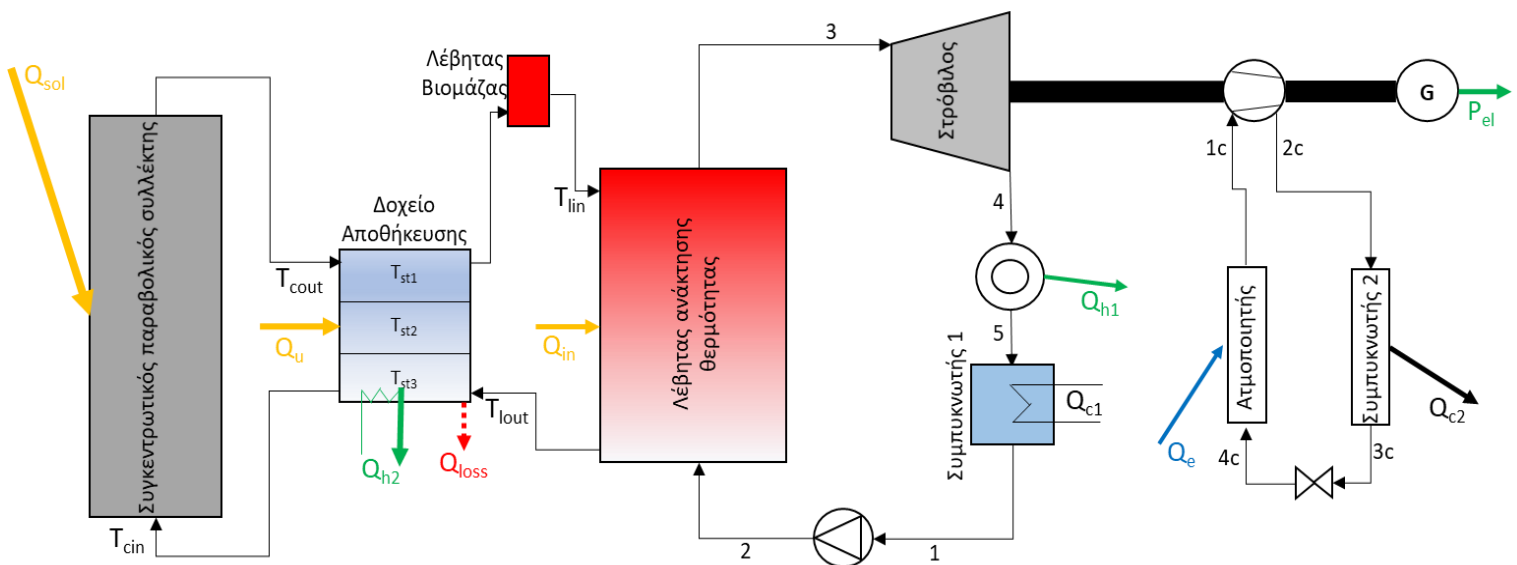 Q_sol
Συγκεντρωτικός παραβολικός συλλέκτης
T_cin
T_cout
Q_u
Δοχείο
Αποθήκευσης
T_st1
T_st2
T_st3
Q_h2
Q_loss
Λέβητας
Βιομάζας
T_lin
Q_in
T_lout
Λέβητας ανάκτησης
θερμότητας
3
Στρόβιλος
4
Q_h1
5
Συμπυκνωτής 1
Q_c1
1
2
1c
2c
G
P_el
Ατμοποιητής
Q_e
Συμπυκνωτής 2
Q_c2
3c
4c